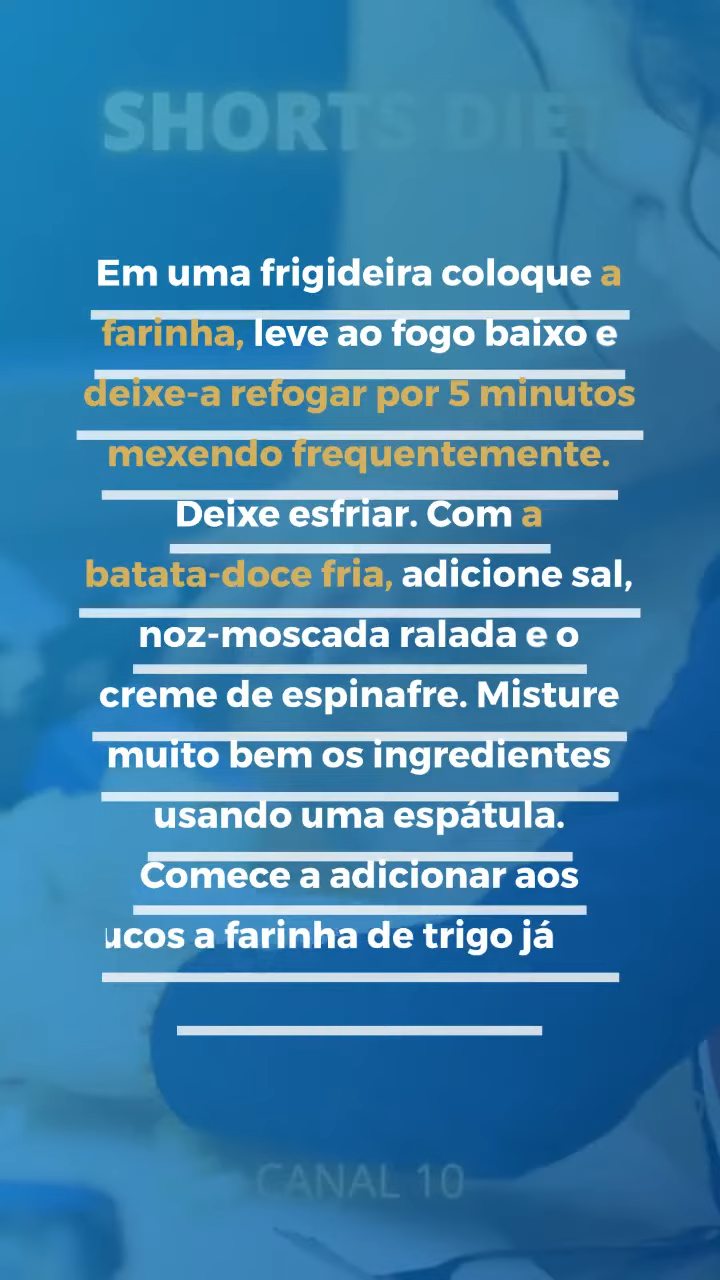 SHORTS DIET
Em uma frigideira coloque a
farinha, leve ao fogo baixo e
deixe-a refogar por 5 minutos
mexendo frequentemente.
Deixe esfriar. Com a
batata-doce fria, adicione sal,
noz-moscada ralada e o
creme de espinafre. Misture
muito bem os ingredientes
usando uma espátula.
Comece a adicionar aos
ucos a farinha de trigo já
CANAL 10